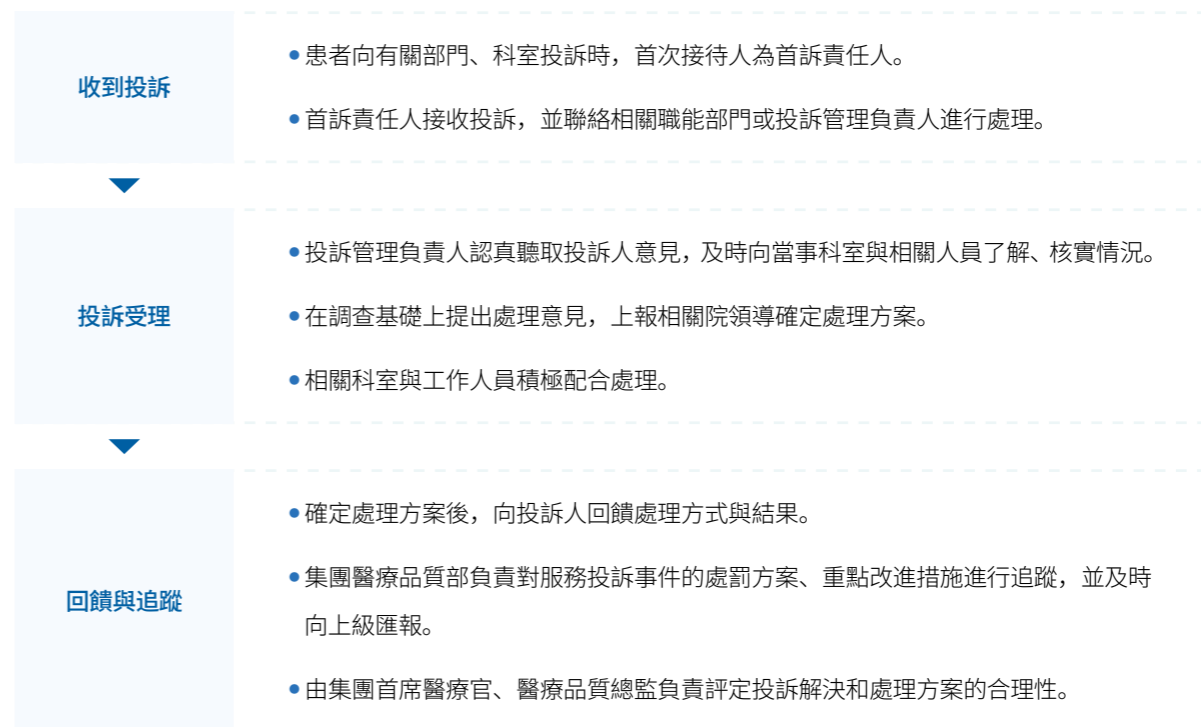 收到投訴
•患者向有關部門、科室投訴時，首次接待人為首訴責任人。
•首訴責任人接收投訴，並聯絡相關職能部門或投訴管理負責人進行處理。
投訴受理
•投訴管理負責人認真聽取投訴人意見，及時向當事科室與相關人員了解、核實情況。
•在調查基礎上提出處理意見，上報相關院領導確定處理方案。
•相關科室與工作人員積極配合處理。
回饋與追蹤
•確定處理方案後，向投訴人回饋處理方式與結果。
•集團醫療品質部負責對服務投訴事件的處罰方案、重點改進措施進行追蹤，並及時
向上級匯報。
•由集團首席醫療官、醫療品質總監負責評定投訴解決和處理方案的合理性。